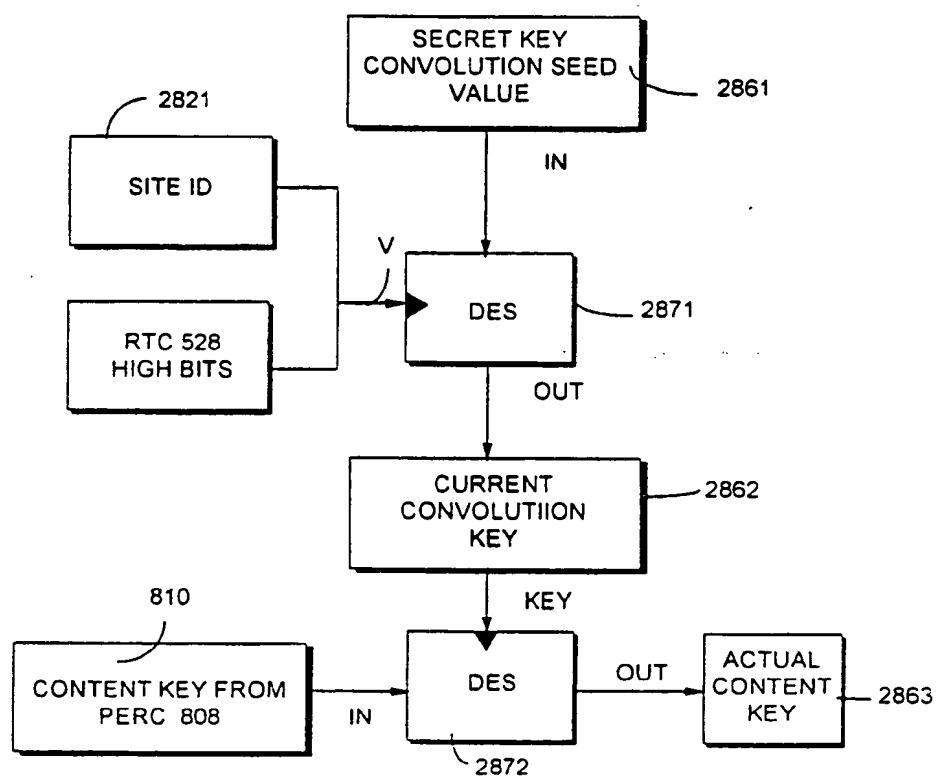 SECRET KEY
CONVOLUTION SEED
VALUE
2861
2821
IN
SITE ID
V
DES
2871
RTC 528
HIGH BITS
OUT
CURRENT
CONVOLUTIION
KEY
2862
KEY
810
CONTENT KEY FROM
PERC 808
IN
DES
OUT
ACTUAL
CONTENT
KEY
2863
2872